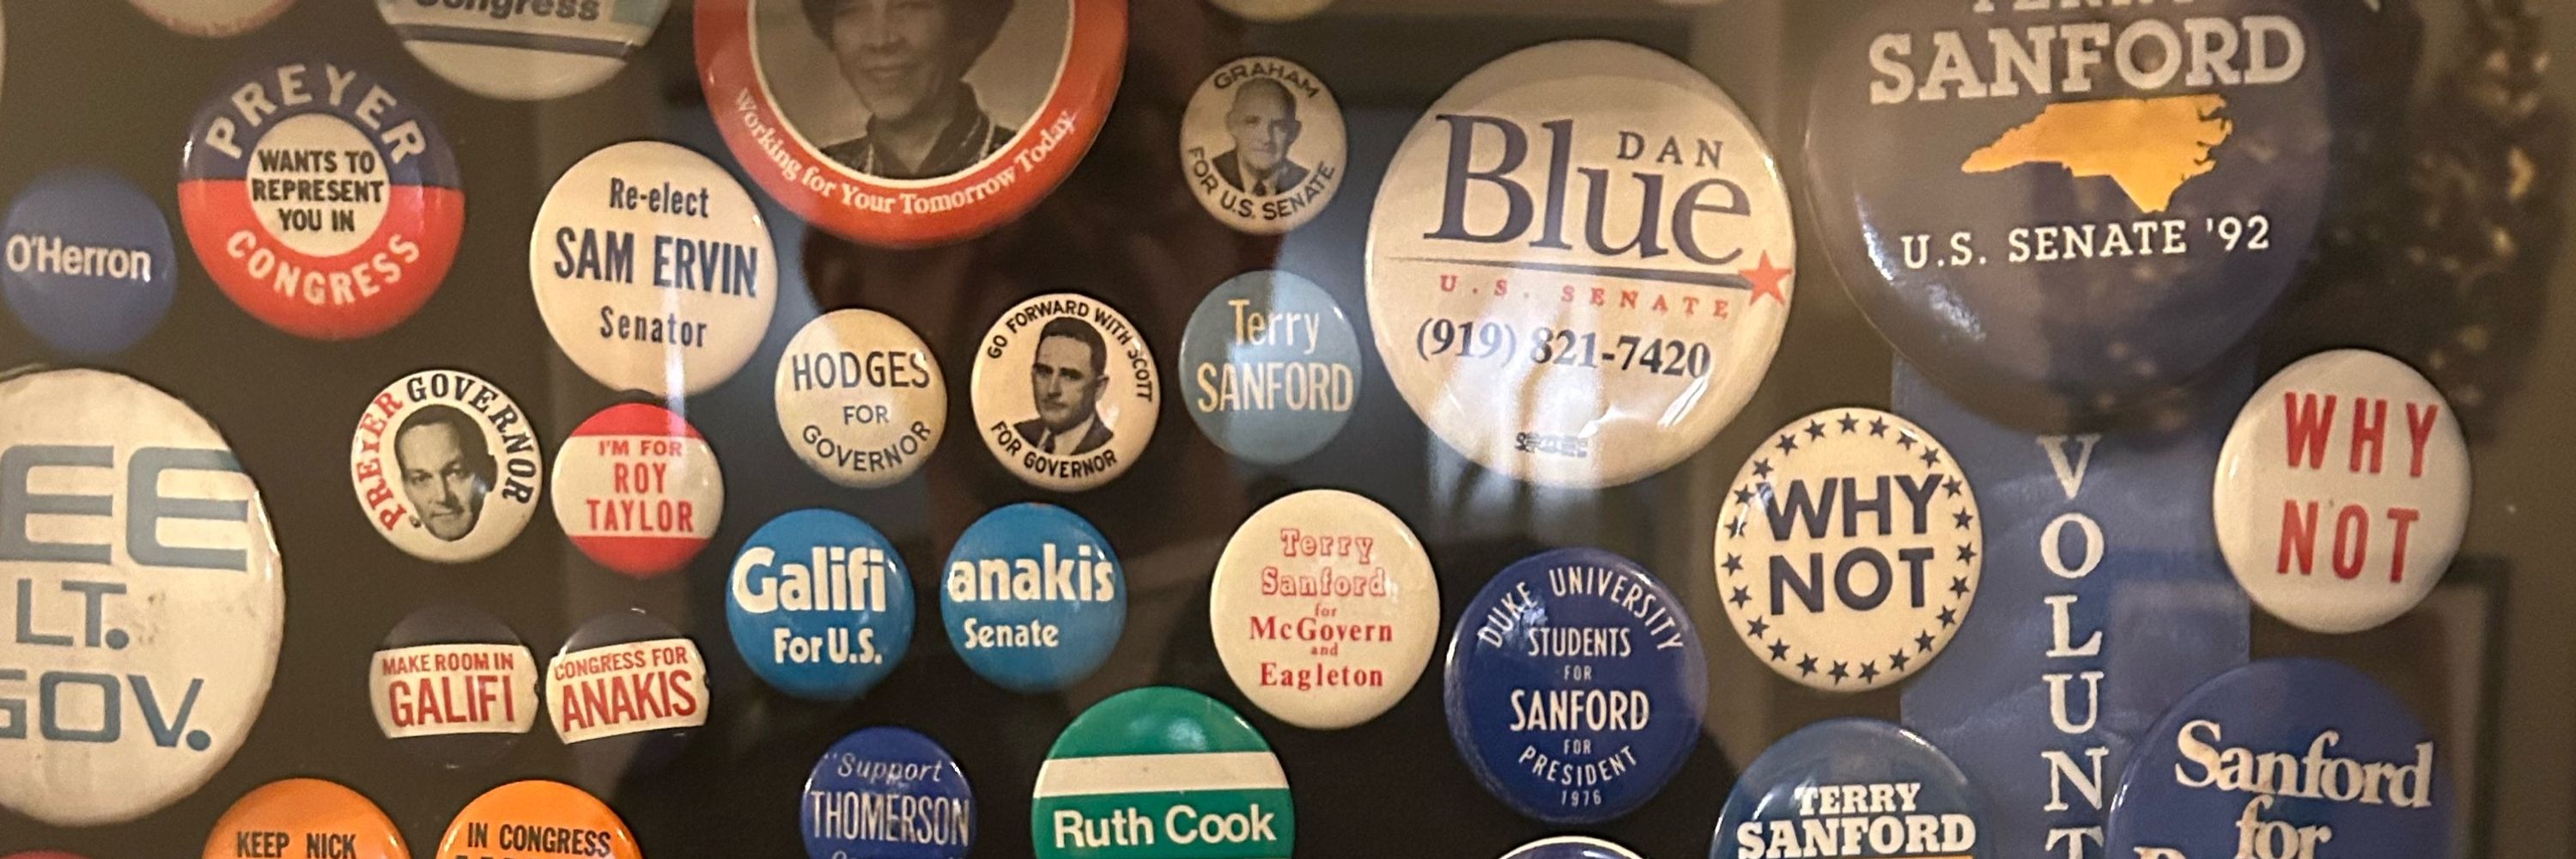 Congress
Working for Your Tomorrow Today
GRAHAM
FOR U.S. SENATE
DAN
Blue
U.S. SENATE
(919) 821-7420
TERRY
SANFORD
U.S. SENATE '92
PREYER
WANTS TO
REPRESENT
YOU IN
CONGRESS
O'Herron
Re-elect
SAM ERVIN
Senator
HODGES
FOR
GOVERNOR
GO FORWARD WITH SCOTT
FOR GOVERNOR
Terry
SANFORD
PREYER GOVERNOR
I'M FOR
ROY
TAYLOR
EE
LT.
GOV.
Galifi
For U.S.
anakis
Senate
Terry
Sanford
for
McGovern
and
Eagleton
DUKE UNIVERSITY
STUDENTS
FOR
SANFORD
FOR
PRESIDENT
1976
WHY
NOT
VOLUNT
WHY
NOT
MAKE ROOM IN
GALIFI
CONGRESS FOR
ANAKIS
"Support
THOMERSON
Ruth Cook
TERRY
SANFORD
Sanford
for
KEEP NICK
IN CONGRESS